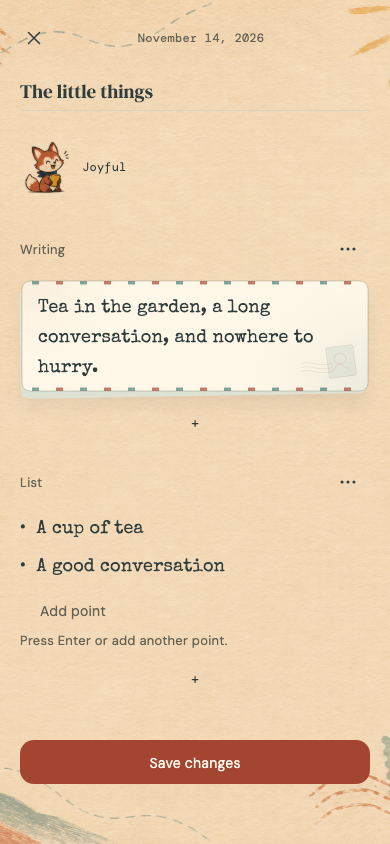 November 14, 2026
The little things
Joyful
Writing
Tea in the garden, a long
conversation, and nowhere to
hurry.
+
List
• A cup of tea
• A good conversation
Add point
Press Enter or add another point.
+
Save changes